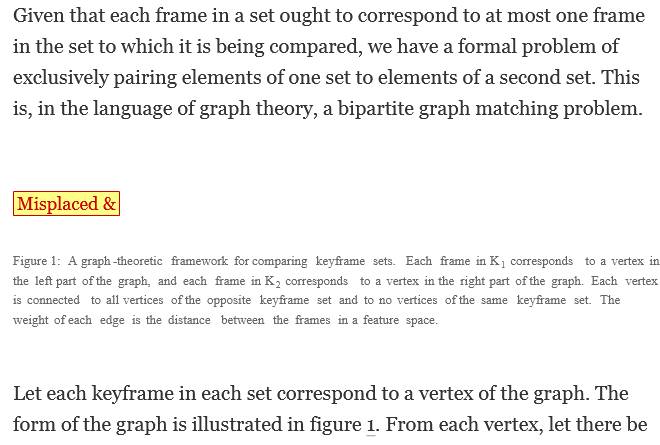 Given that each frame in a set ought to correspond to at most one frame
in the set to which it is being compared, we have a formal problem of
exclusively pairing elements of one set to elements of a second set. This
is, in the language of graph theory, a bipartite graph matching problem.
Misplaced &
Figure 1: A graph-theoretic framework for comparing keyframe sets. Each frame in K₁ corresponds to a vertex in
the left part of the graph, and each frame in K₂ corresponds to a vertex in the right part of the graph. Each vertex
is connected to all vertices of the opposite keyframe set and to no vertices of the same keyframe set. The
weight of each edge is the distance between the frames in a feature space.
Let each keyframe in each set correspond to a vertex of the graph. The
form of the graph is illustrated in figure 1. From each vertex, let there be